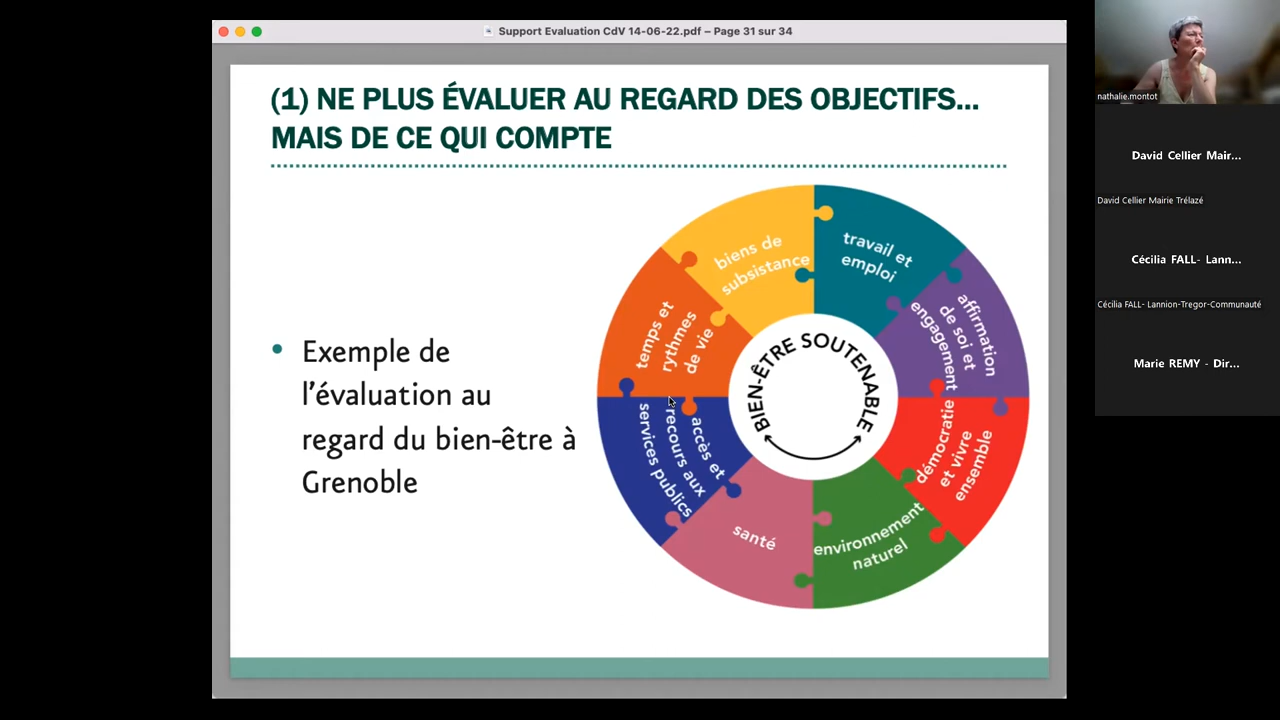 Support Evaluation CdV 14-06-22.pdf – Page 31 sur 34
(1) NE PLUS ÉVALUER AU REGARD DES OBJECTIFS...
MAIS DE CE QUI COMPTE
• Exemple de
l'évaluation au
regard du bien-être à
Grenoble
biens de
subsistance
travail et
emploi
affirmation
de soi et
engagement
démocratie
et vivre
ensemble
environnement
naturel
santé
accès et
recours aux
services publics
temps et
rythmes
de vie
BIEN-ÊTRE SOUTENABLE
nathalie.montot
David Cellier Mair...
David Cellier Mairie Trélazé
Cécilia FALL- Lann...
Cécilia FALL- Lannion-Tregor-Communauté
Marie REMY - Dir...